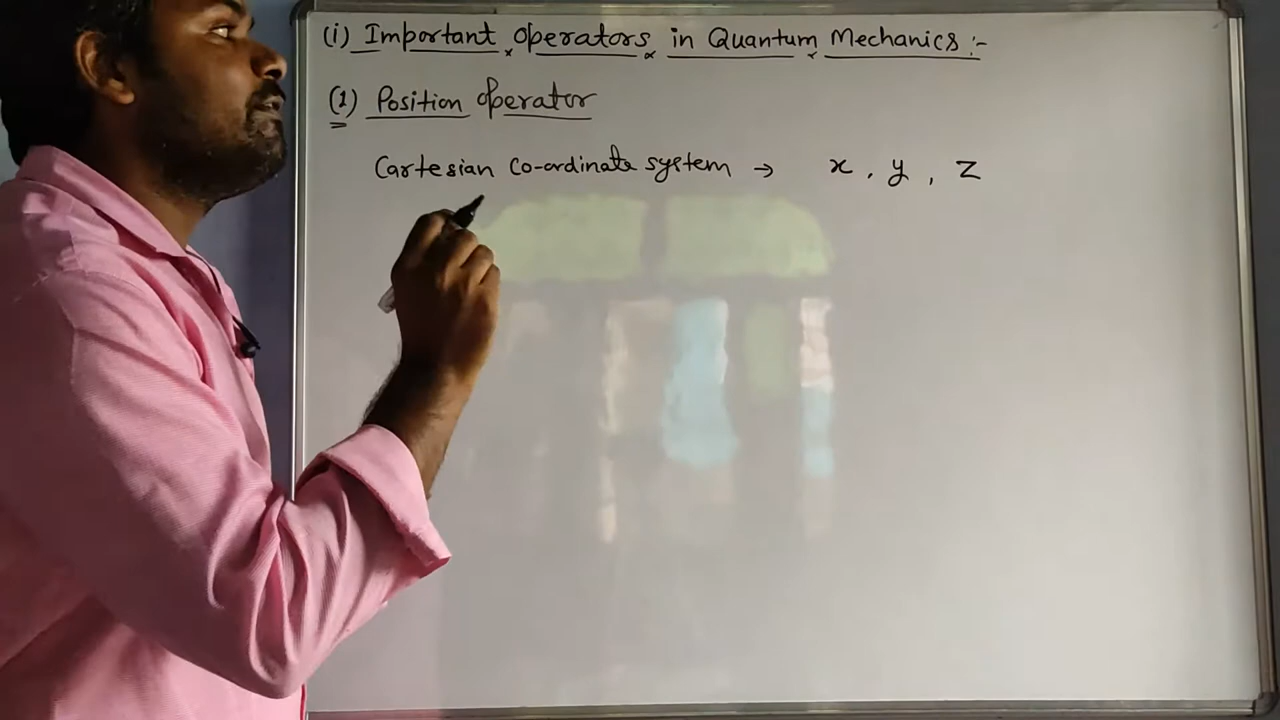 (i) Important operators in Quantum Mechanics :-
(1) Position operator
Cartesian Co-ordinate system → x, y, z